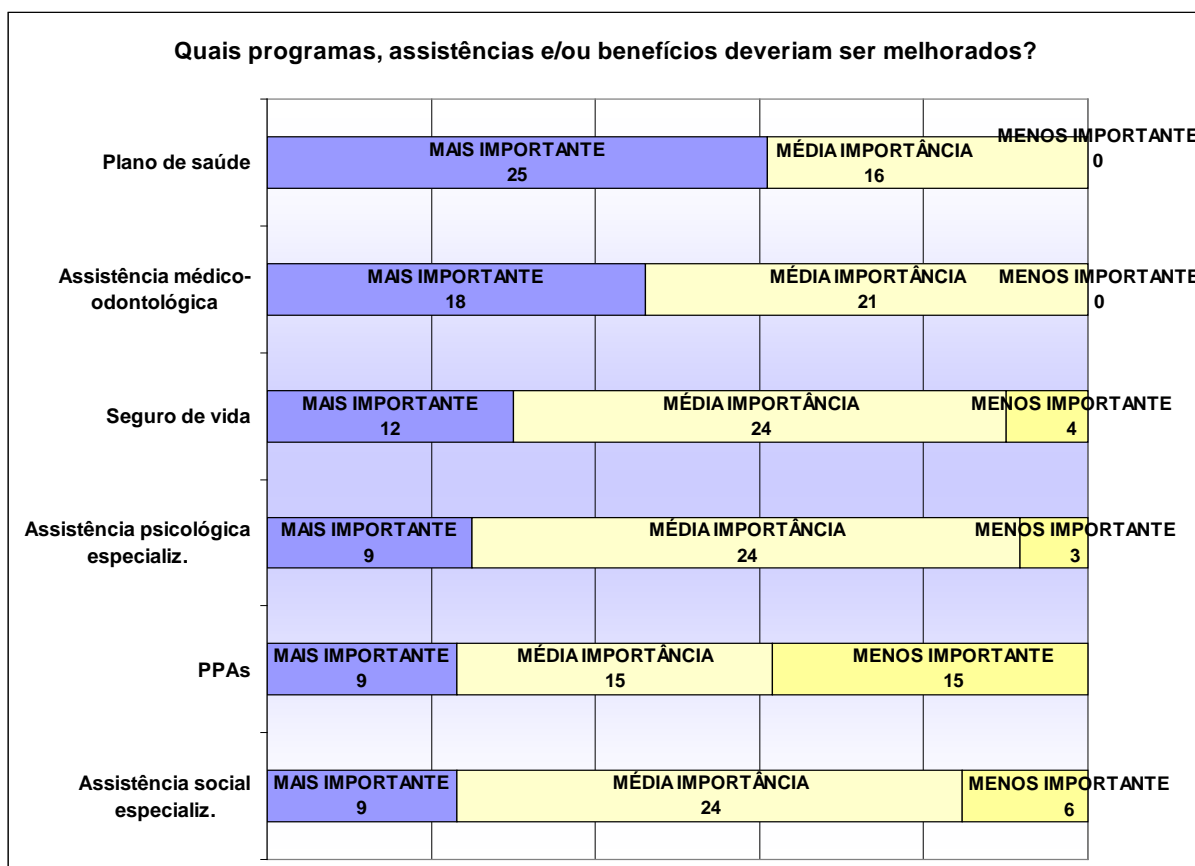 Quais programas, assistências e/ou benefícios deveriam ser melhorados?
Plano de saúde
MAIS IMPORTANTE
25
MÉDIA IMPORTÂNCIA
16
MENOS IMPORTANTE
0
Assistência médico-
odontológica
MAIS IMPORTANTE
18
MÉDIA IMPORTÂNCIA
21
MENOS IMPORTANTE
0
Seguro de vida
MAIS IMPORTANTE
12
MÉDIA IMPORTÂNCIA
24
MENOS IMPORTANTE
4
Assistência psicológica
especializ.
MAIS IMPORTANTE
9
MÉDIA IMPORTÂNCIA
24
MENOS IMPORTANTE
3
PPAs
MAIS IMPORTANTE
9
MÉDIA IMPORTÂNCIA
15
MENOS IMPORTANTE
15
Assistência social
especializ.
MAIS IMPORTANTE
9
MÉDIA IMPORTÂNCIA
24
MENOS IMPORTANTE
6